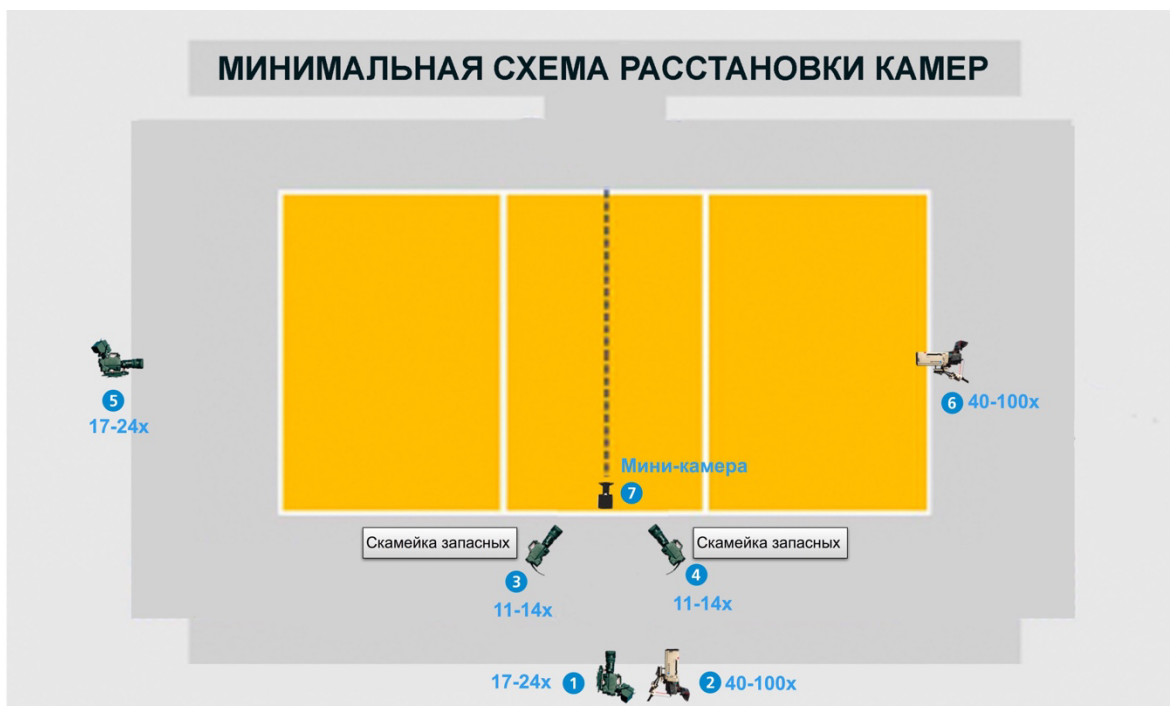 МИНИМАЛЬНАЯ СХЕМА РАССТАНОВКИ КАМЕР
5
17-24x
6 40-100x
Мини-камера
7
Скамейка запасных
Скамейка запасных
3
4
11-14x
11-14x
17-24x 1
2 40-100x